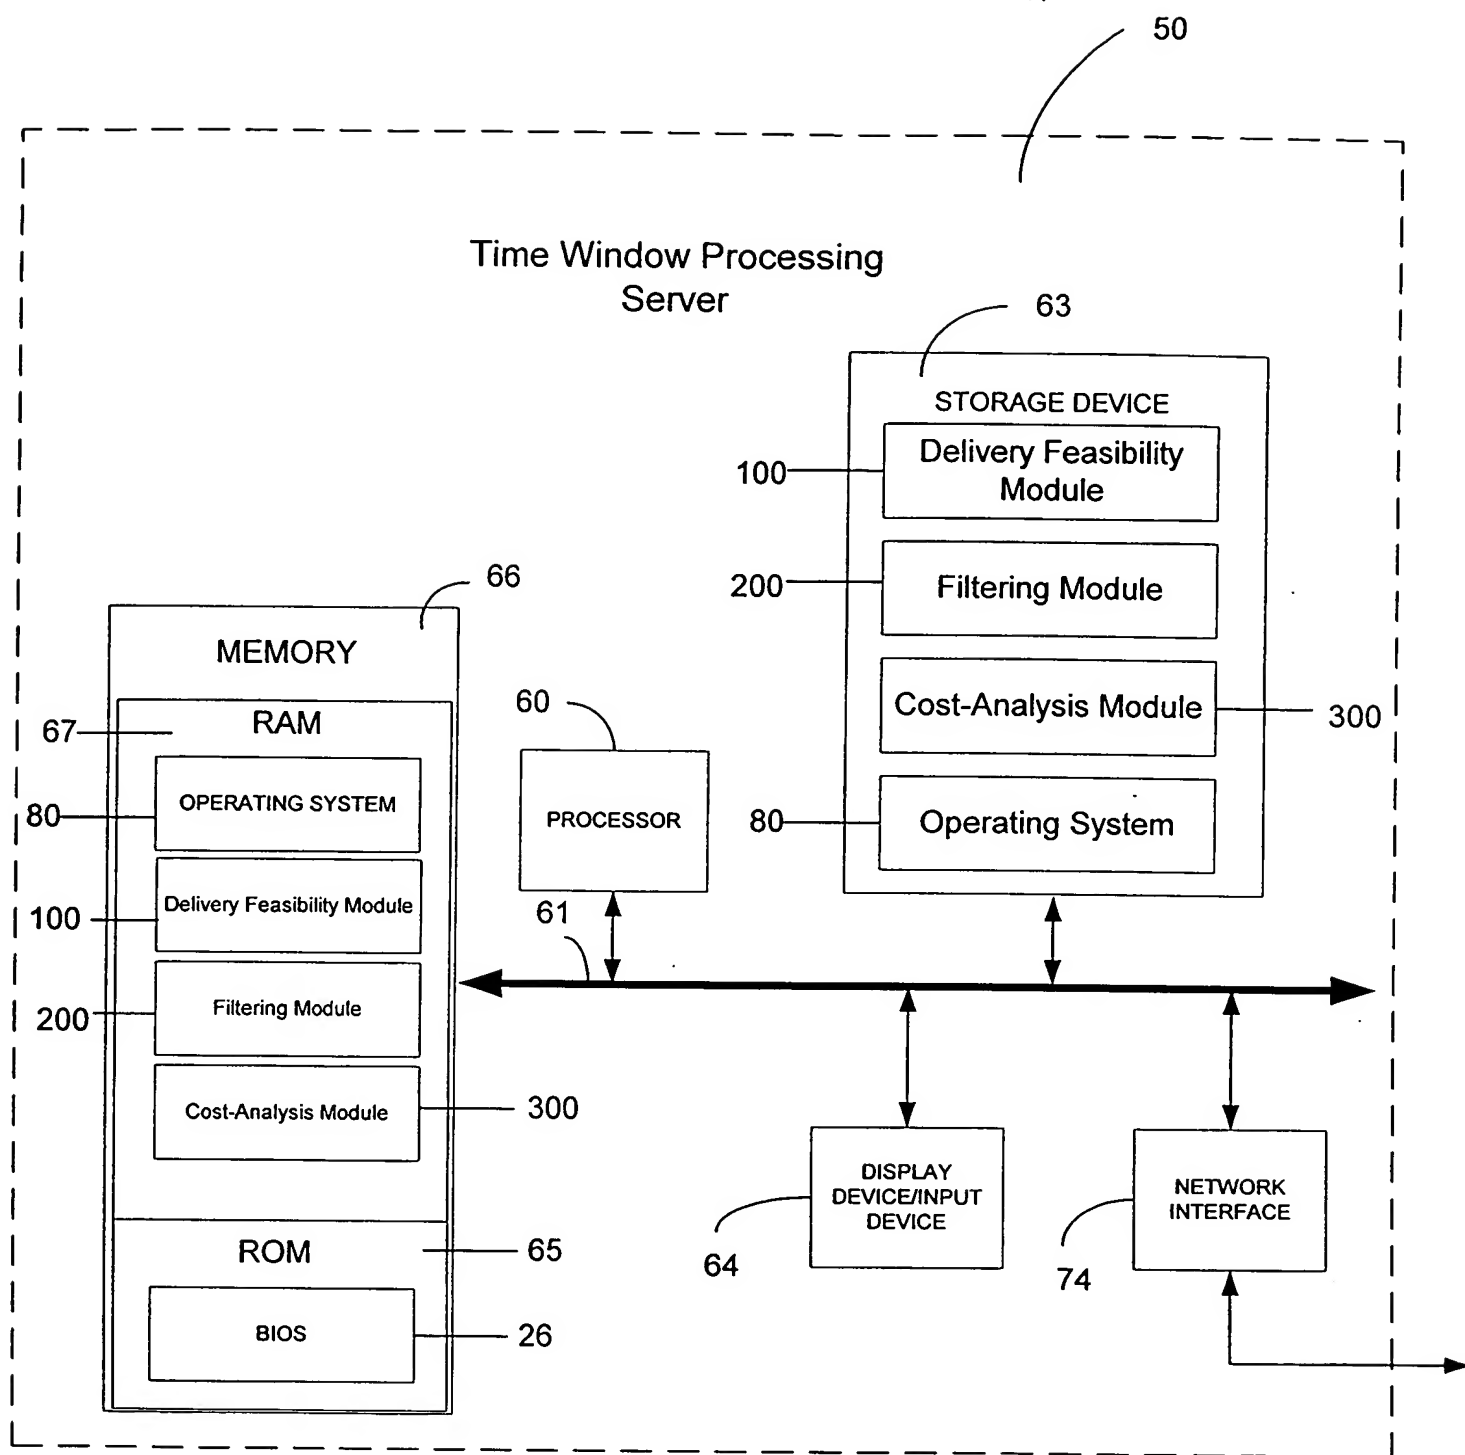 50
Time Window Processing
Server
63
STORAGE DEVICE
100
Delivery Feasibility
Module
200
Filtering Module
Cost-Analysis Module
300
80
Operating System
66
MEMORY
67
RAM
80
OPERATING SYSTEM
100
Delivery Feasibility Module
200
Filtering Module
Cost-Analysis Module
300
ROM
65
BIOS
26
60
PROCESSOR
61
DISPLAY
DEVICE/INPUT
DEVICE
64
NETWORK
INTERFACE
74